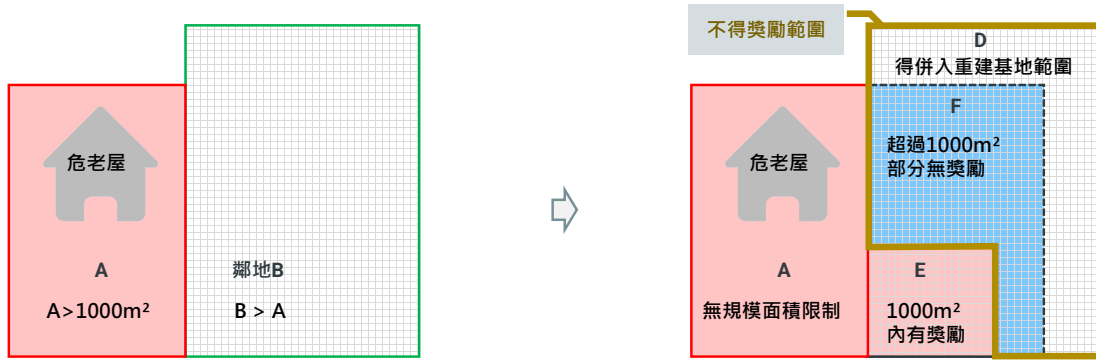 危老屋
A
A>1000m²
鄰地B
B > A
不得獎勵範圍
D
得併入重建基地範圍
F
超過1000m²
部分無獎勵
危老屋
A
無規模面積限制
E
1000m²
內有獎勵